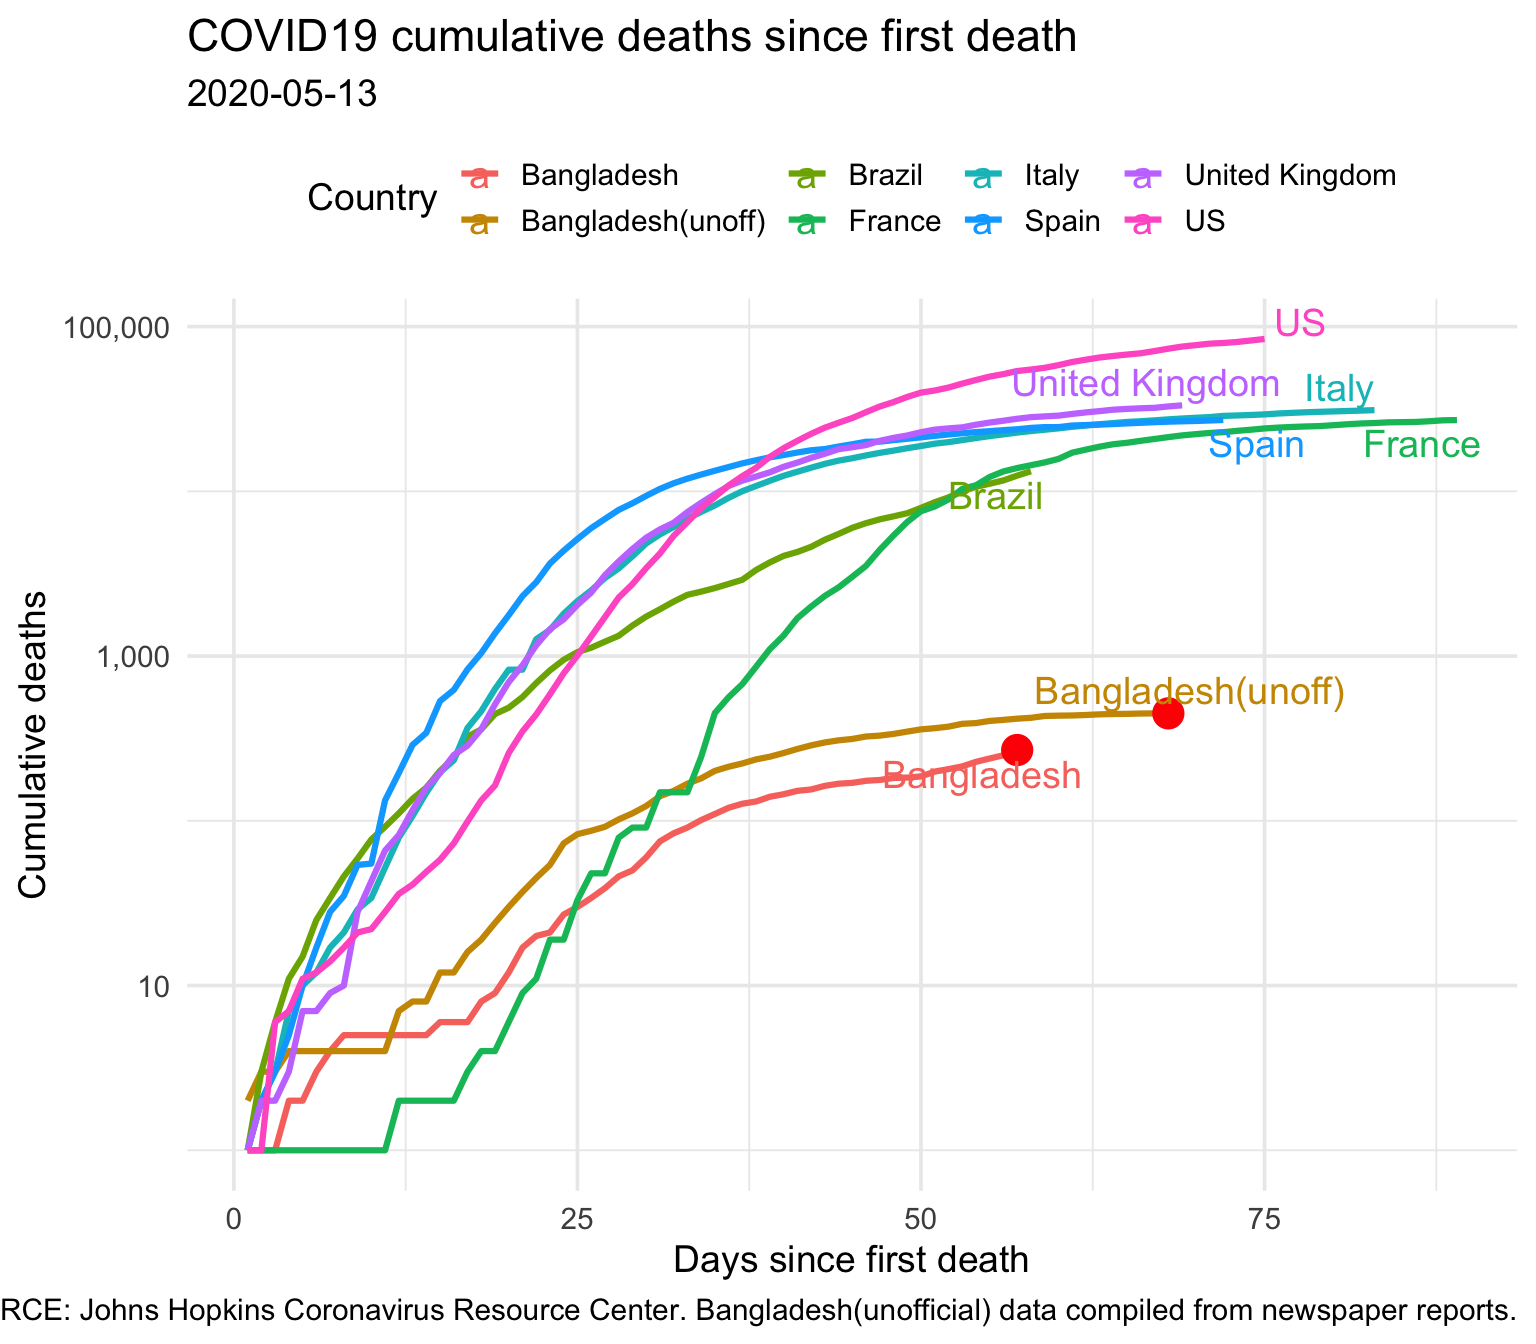 COVID19 cumulative deaths since first death
2020-05-13
Country
a Bangladesh a Brazil a Italy a United Kingdom
a Bangladesh(unoff) a France a Spain a US
100,000
1,000
10
Cumulative deaths
US
United Kingdom
Italy
Spain
France
Brazil
Bangladesh(unoff)
Bangladesh
0 25 50 75
Days since first death
RCE: Johns Hopkins Coronavirus Resource Center. Bangladesh(unofficial) data compiled from newspaper reports.